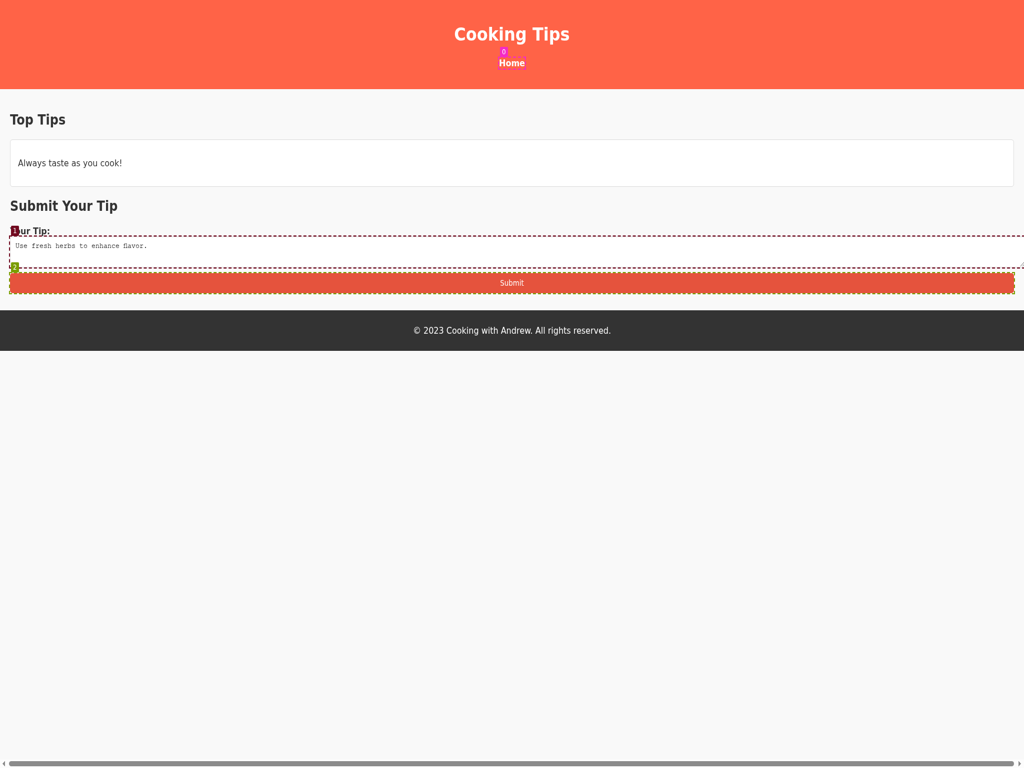 Cooking Tips
0
Home
Top Tips
Always taste as you cook!
Submit Your Tip
1
ur Tip:
Use fresh herbs to enhance flavor.
2
Submit
© 2023 Cooking with Andrew. All rights reserved.